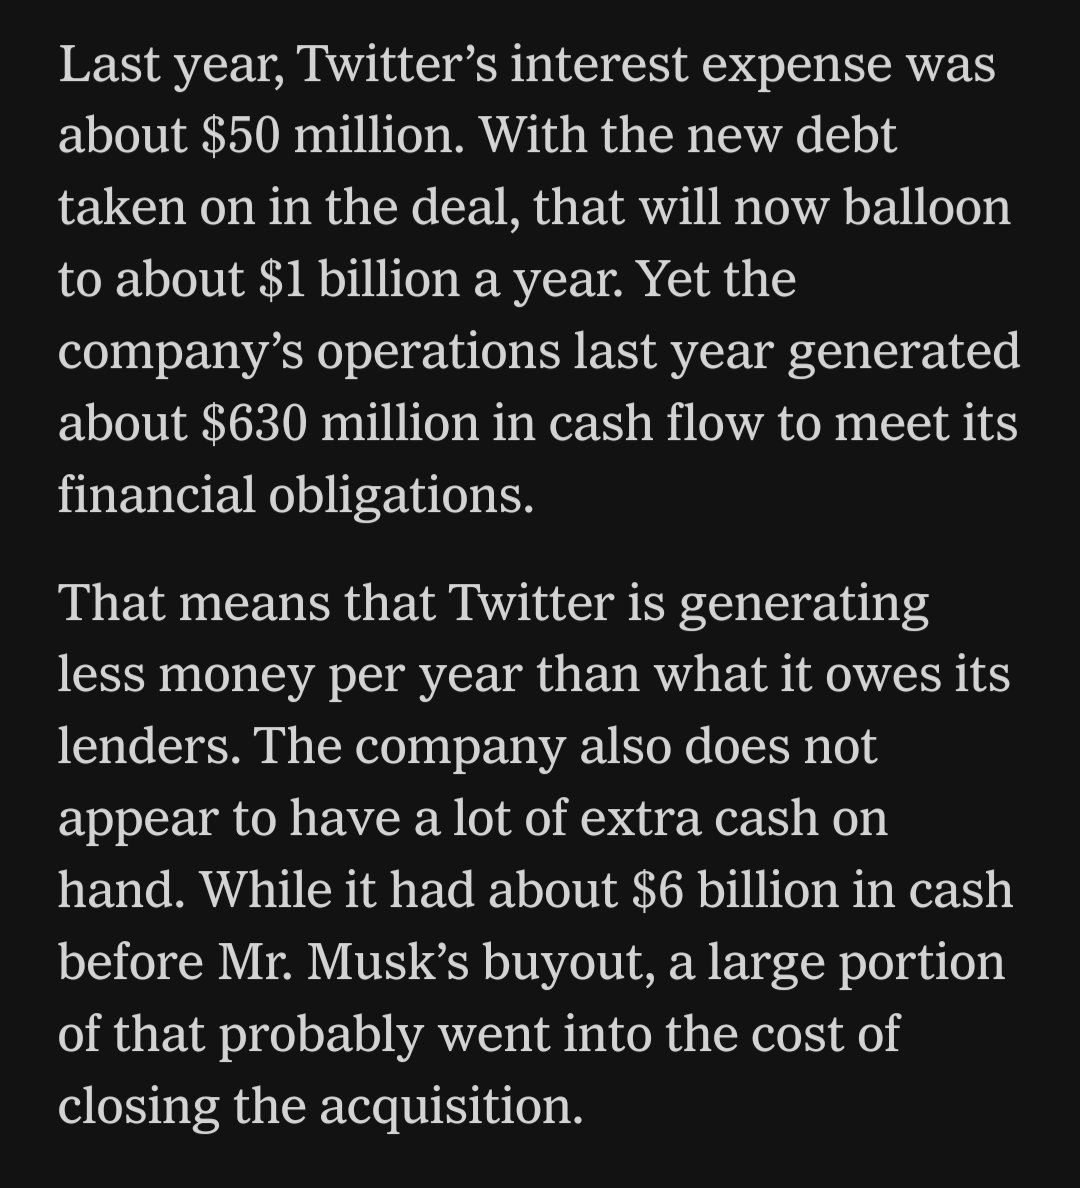 Last year, Twitter’s interest expense was
about $50 million. With the new debt
taken on in the deal, that will now balloon
to about $1 billion a year. Yet the
company’s operations last year generated
about $630 million in cash flow to meet its
financial obligations.
That means that Twitter is generating
less money per year than what it owes its
lenders. The company also does not
appear to have a lot of extra cash on
hand. While it had about $6 billion in cash
before Mr. Musk’s buyout, a large portion
of that probably went into the cost of
closing the acquisition.